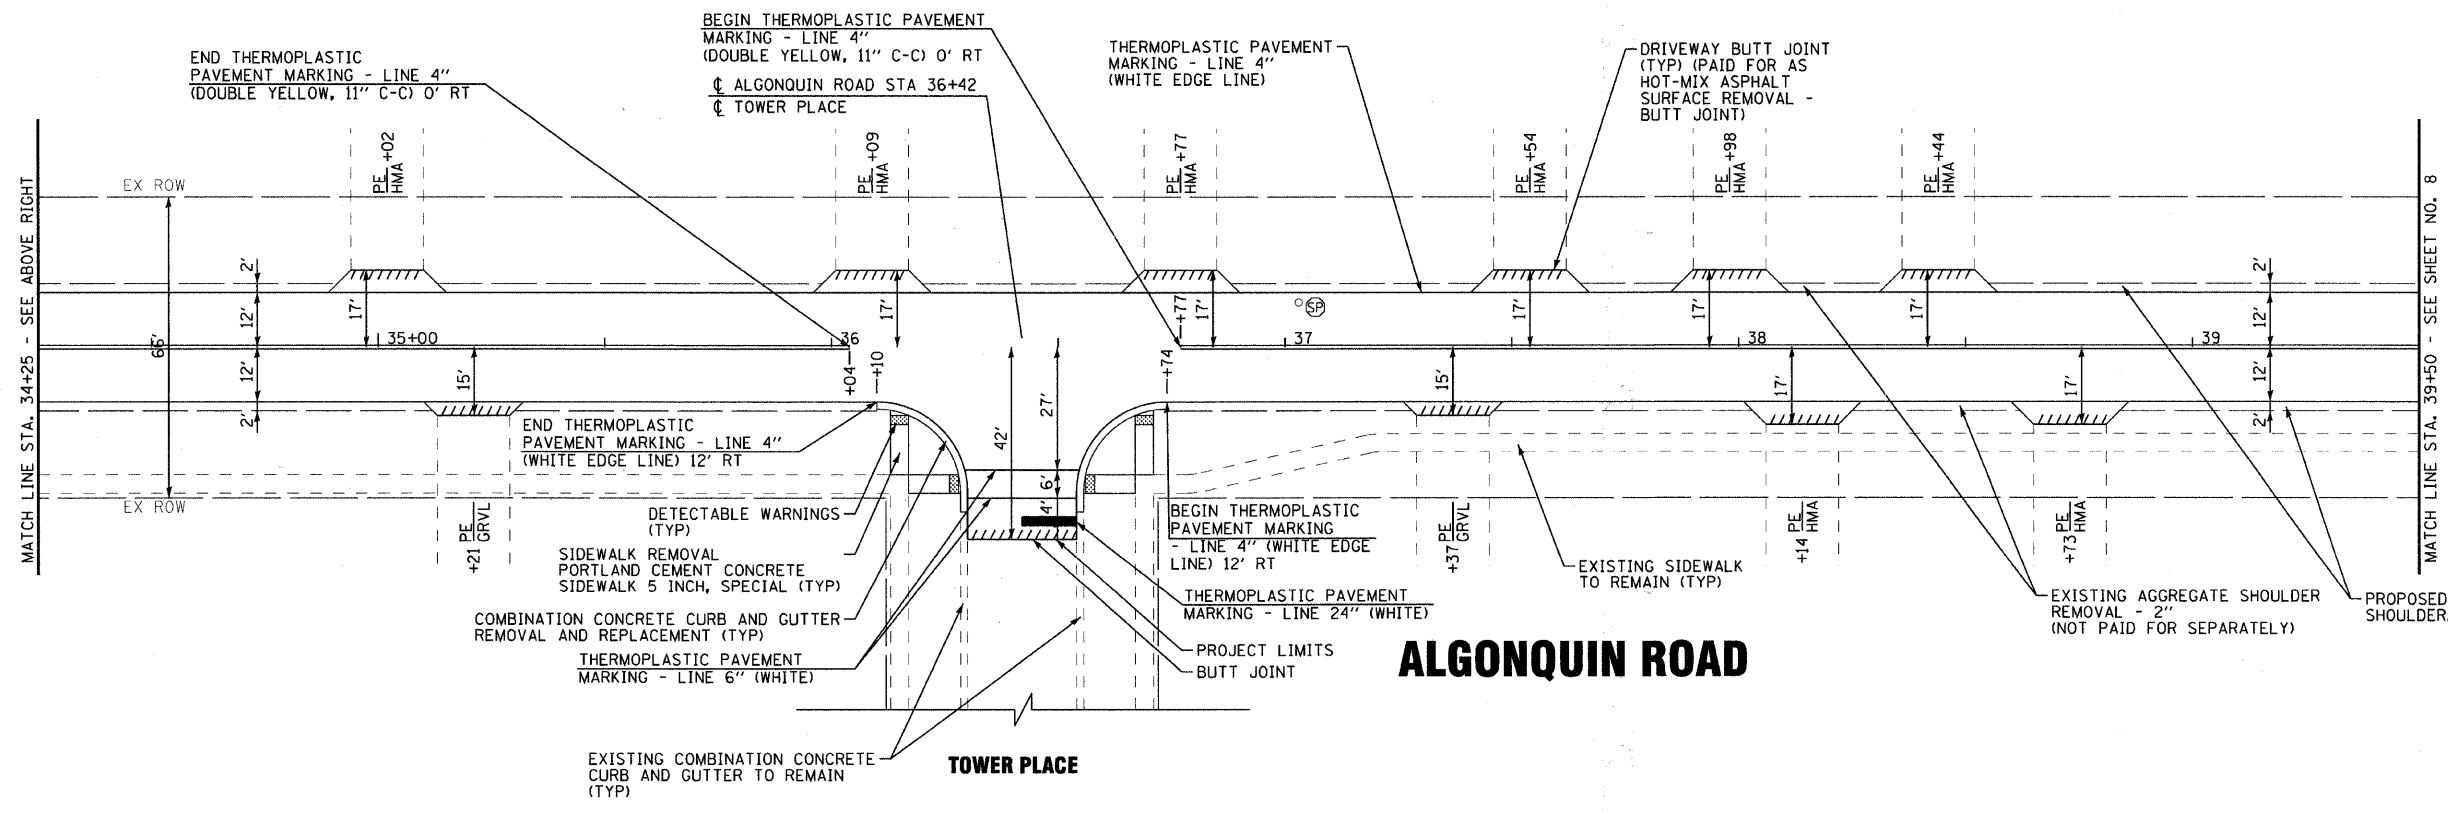 BEGIN THERMOPLASTIC PAVEMENT
MARKING - LINE 4"
(DOUBLE YELLOW, 11" C-C) 0' RT
END THERMOPLASTIC
PAVEMENT MARKING - LINE 4"
(DOUBLE YELLOW, 11" C-C) 0' RT
℄ ALGONQUIN ROAD STA 36+42
℄ TOWER PLACE
THERMOPLASTIC PAVEMENT
MARKING - LINE 4"
(WHITE EDGE LINE)
DRIVEWAY BUTT JOINT
(TYP) (PAID FOR AS
HOT-MIX ASPHALT
SURFACE REMOVAL -
BUTT JOINT)
MATCH LINE STA. 34+25 - SEE ABOVE RIGHT
EX ROW
PE
HMA +02
PE
HMA +09
PE
HMA +77
PE
HMA +54
PE
HMA +98
PE
HMA +44
66'
2'
12'
12'
2'
17'
17'
+77
17'
SP
17'
17'
17'
2'
12'
12'
2'
35+00
36
37
38
39
15'
+04
+10
42'
27'
6'
4'
+74
15'
17'
17'
EX ROW
+21 PE
GRVL
END THERMOPLASTIC
PAVEMENT MARKING - LINE 4"
(WHITE EDGE LINE) 12' RT
DETECTABLE WARNINGS
(TYP)
SIDEWALK REMOVAL
PORTLAND CEMENT CONCRETE
SIDEWALK 5 INCH, SPECIAL (TYP)
COMBINATION CONCRETE CURB AND GUTTER
REMOVAL AND REPLACEMENT (TYP)
THERMOPLASTIC PAVEMENT
MARKING - LINE 6" (WHITE)
EXISTING COMBINATION CONCRETE
CURB AND GUTTER TO REMAIN
(TYP)
TOWER PLACE
BEGIN THERMOPLASTIC
PAVEMENT MARKING
- LINE 4" (WHITE EDGE
LINE) 12' RT
THERMOPLASTIC PAVEMENT
MARKING - LINE 24" (WHITE)
PROJECT LIMITS
BUTT JOINT
ALGONQUIN ROAD
+37 PE
GRVL
EXISTING SIDEWALK
TO REMAIN (TYP)
+14 PE
HMA
+73 PE
HMA
EXISTING AGGREGATE SHOULDER
REMOVAL - 2"
(NOT PAID FOR SEPARATELY)
PROPOSED
SHOULDER,
MATCH LINE STA. 39+50 - SEE SHEET NO. 8